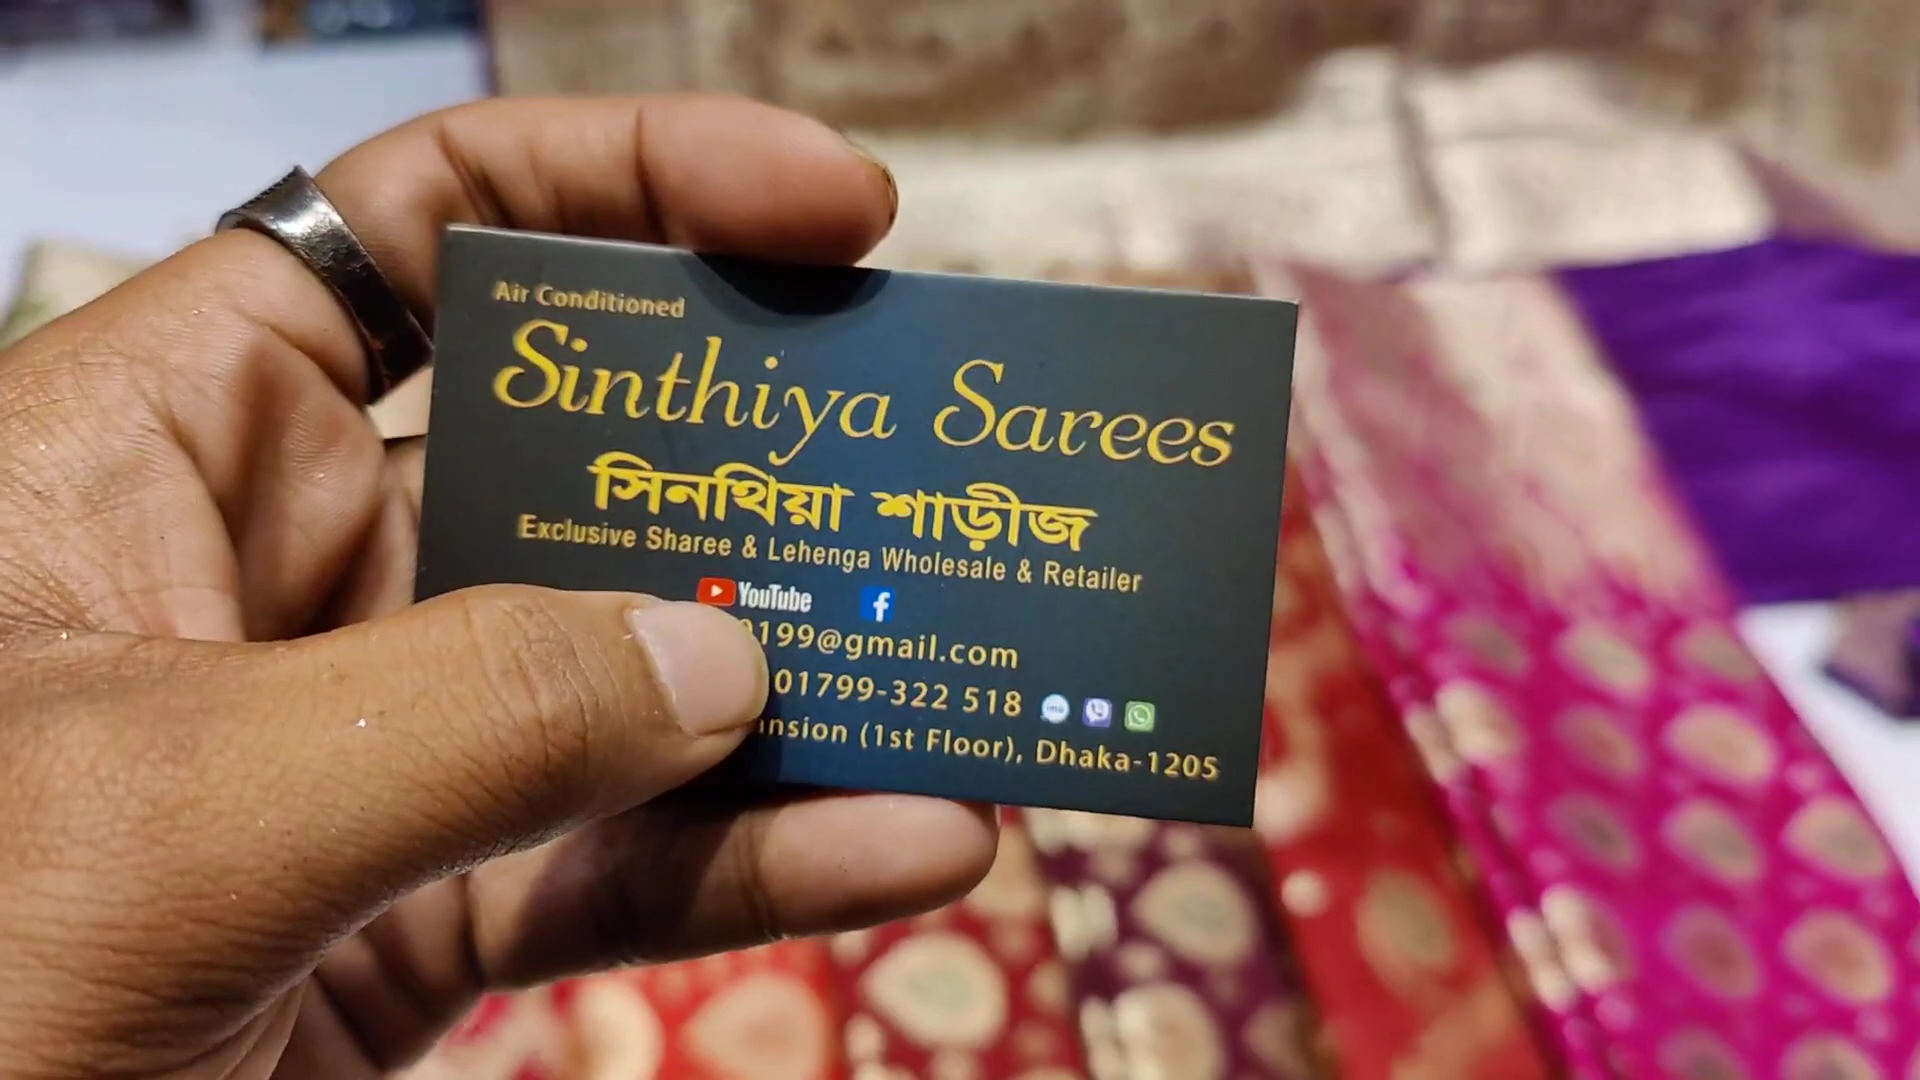 Air Conditioned
Sinthiya Sarees
সিনথিয়া শাড়ীজ
Exclusive Sharee & Lehenga Wholesale & Retailer
YouTube
199@gmail.com
01799-322 518
(1st Floor), Dhaka-1205